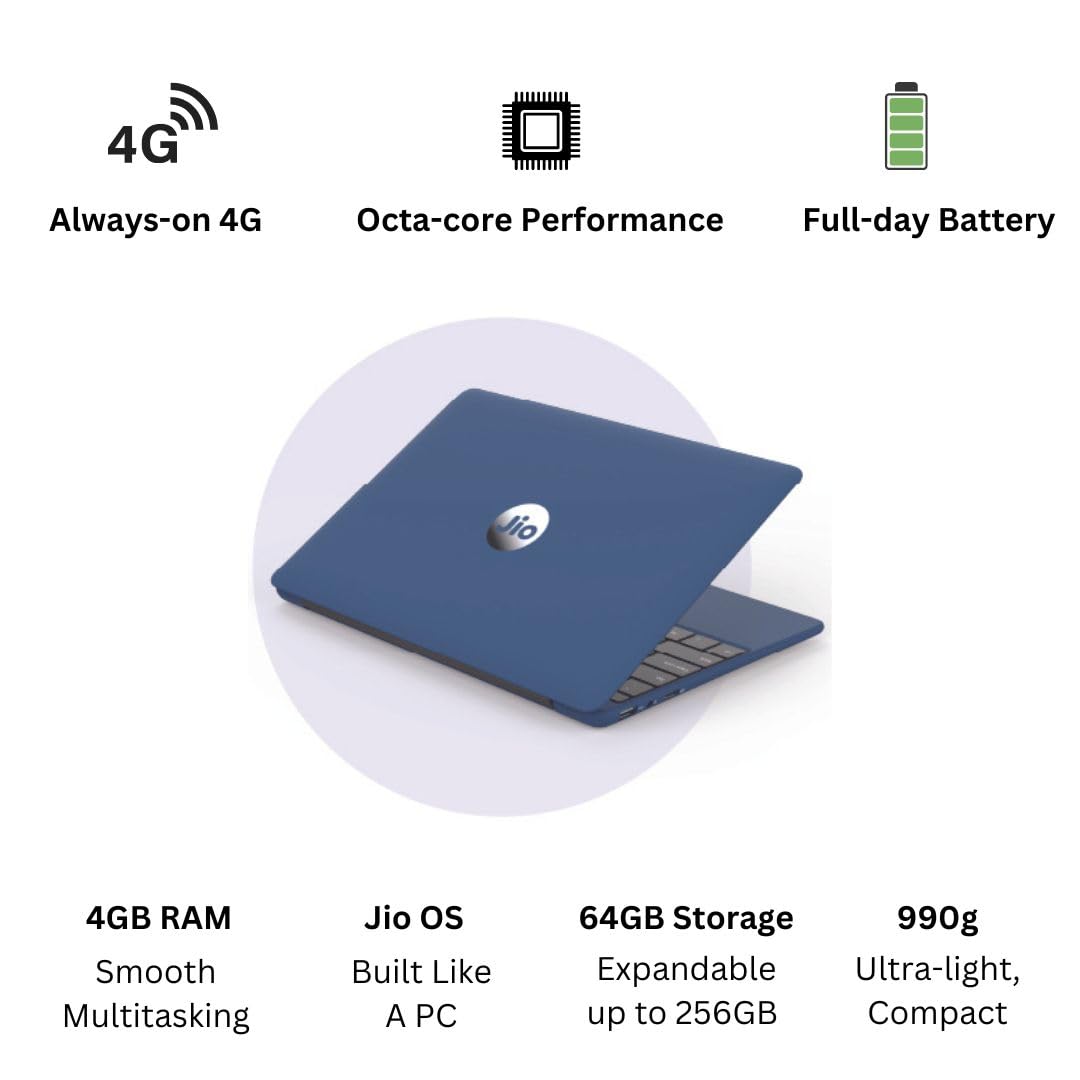 4G
Always-on 4G
Octa-core Performance
Full-day Battery
Jio
4GB RAM
Smooth
Multitasking
Jio OS
Built Like
A PC
64GB Storage
Expandable
up to 256GB
990g
Ultra-light,
Compact